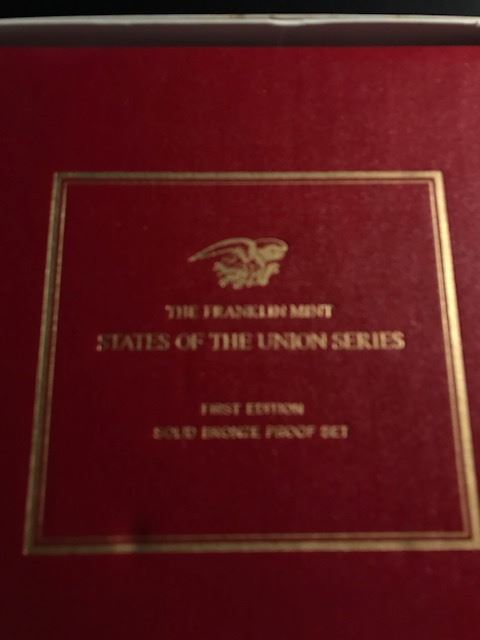 THE FRANKLIN MINT
STATES OF THE UNION SERIES
FIRST EDITION
SOLID BRONZE PROOF SET